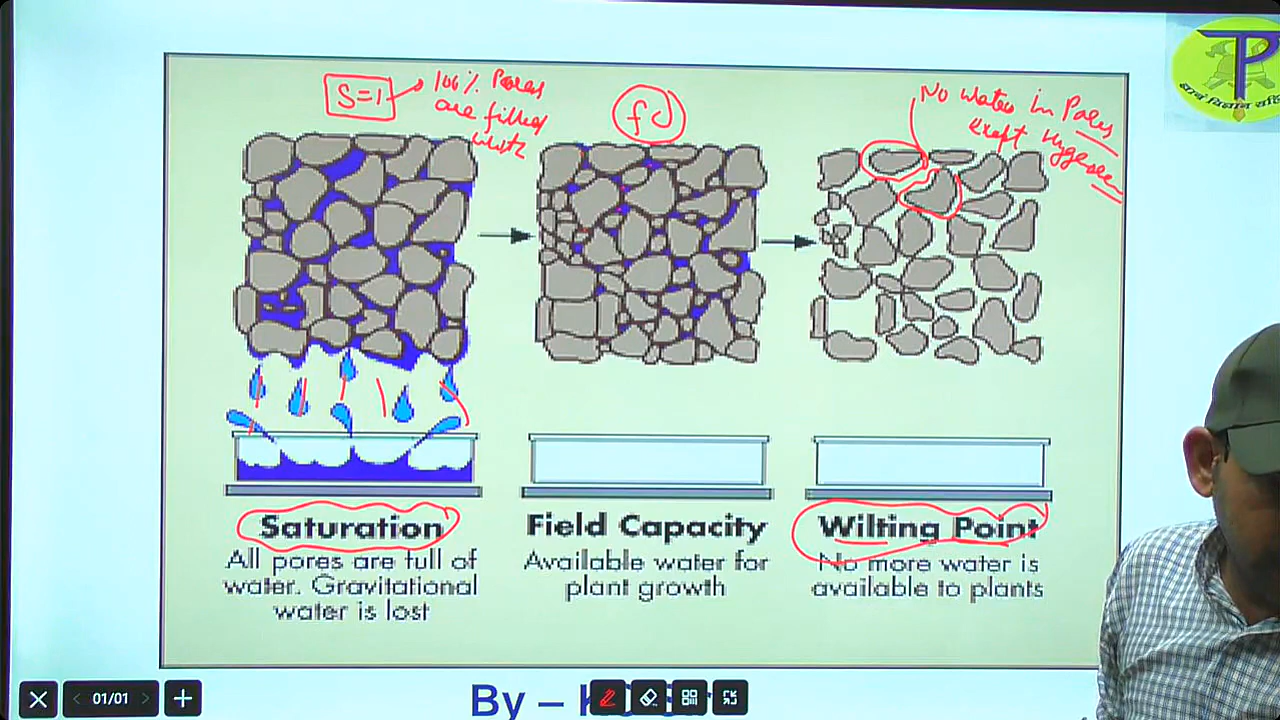 S=1
100% Pores
are filled
with
fc
No water in Pores
TP
Saturation
All pores are full of
water. Gravitational
water is lost
Field Capacity
Available water for
plant growth
Wilting Point
No more water is
available to plants
01/01
By –